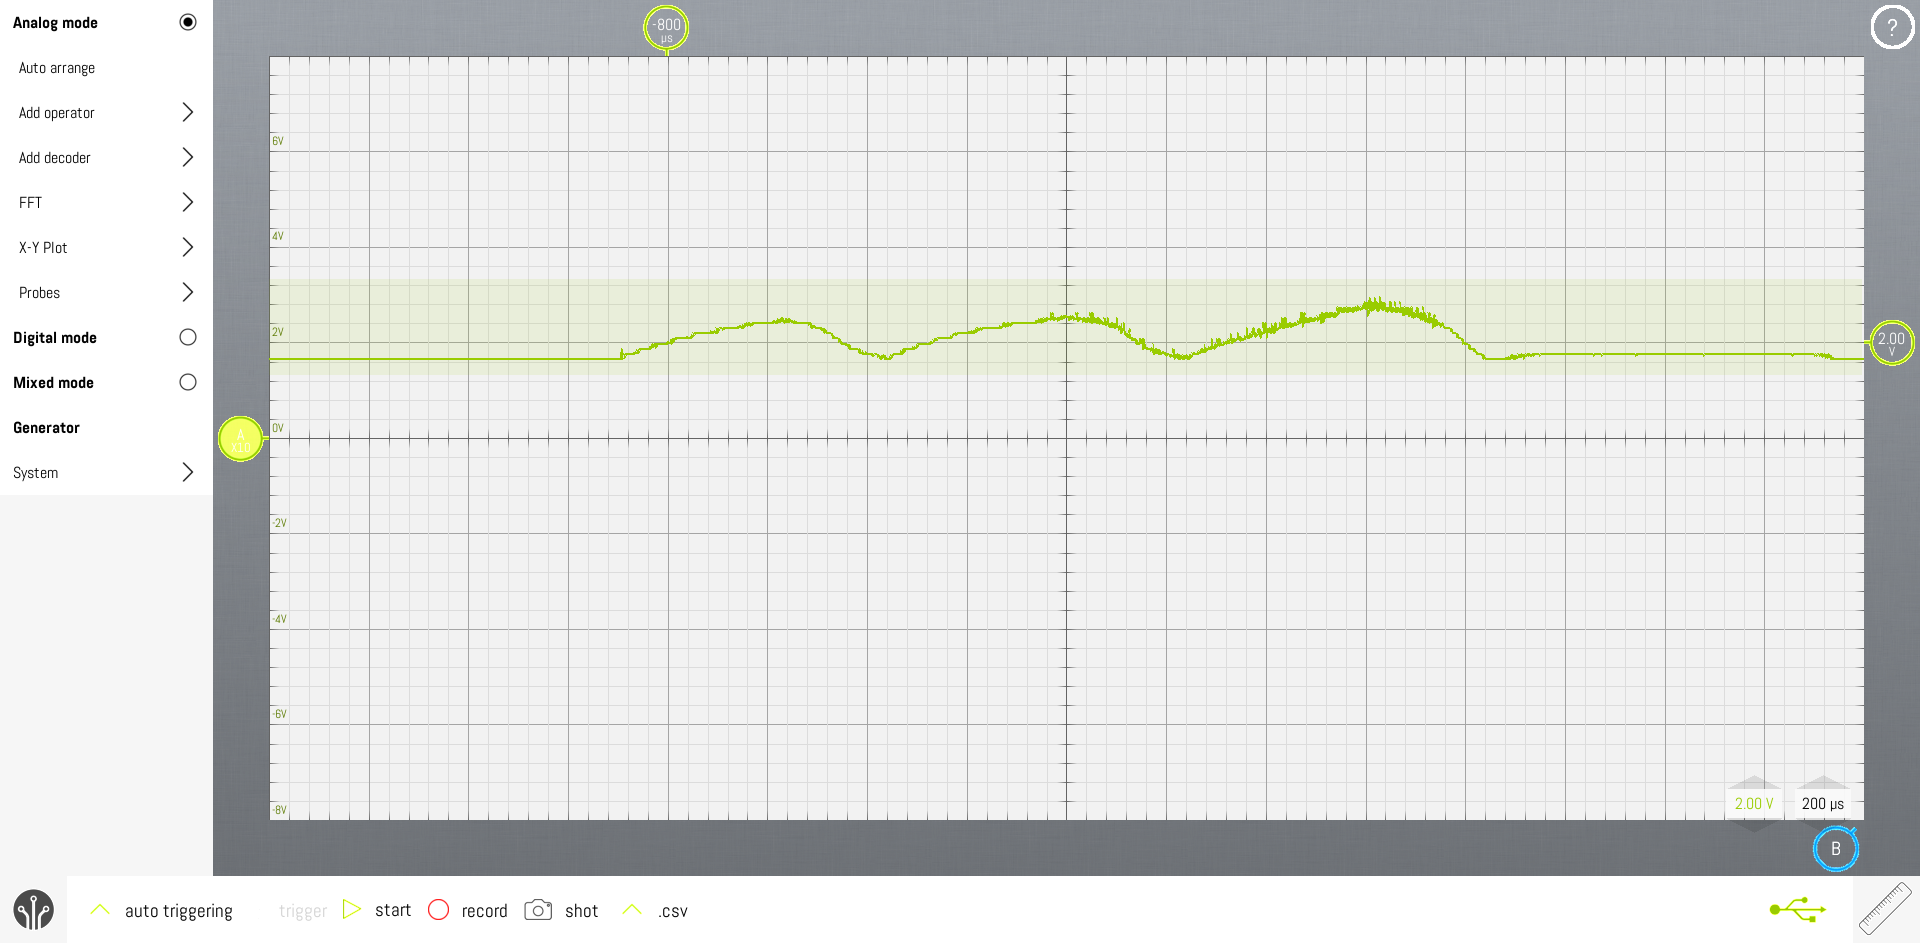 Analog mode
Auto arrange
Add operator
Add decoder
FFT
X-Y Plot
Probes
Digital mode
Mixed mode
Generator
System
-800
µs
?
6V
4V
2V
0V
-2V
-4V
-6V
-8V
2.00
V
A
2.00 V
200 µs
B
auto triggering
trigger
start
record
shot
.csv